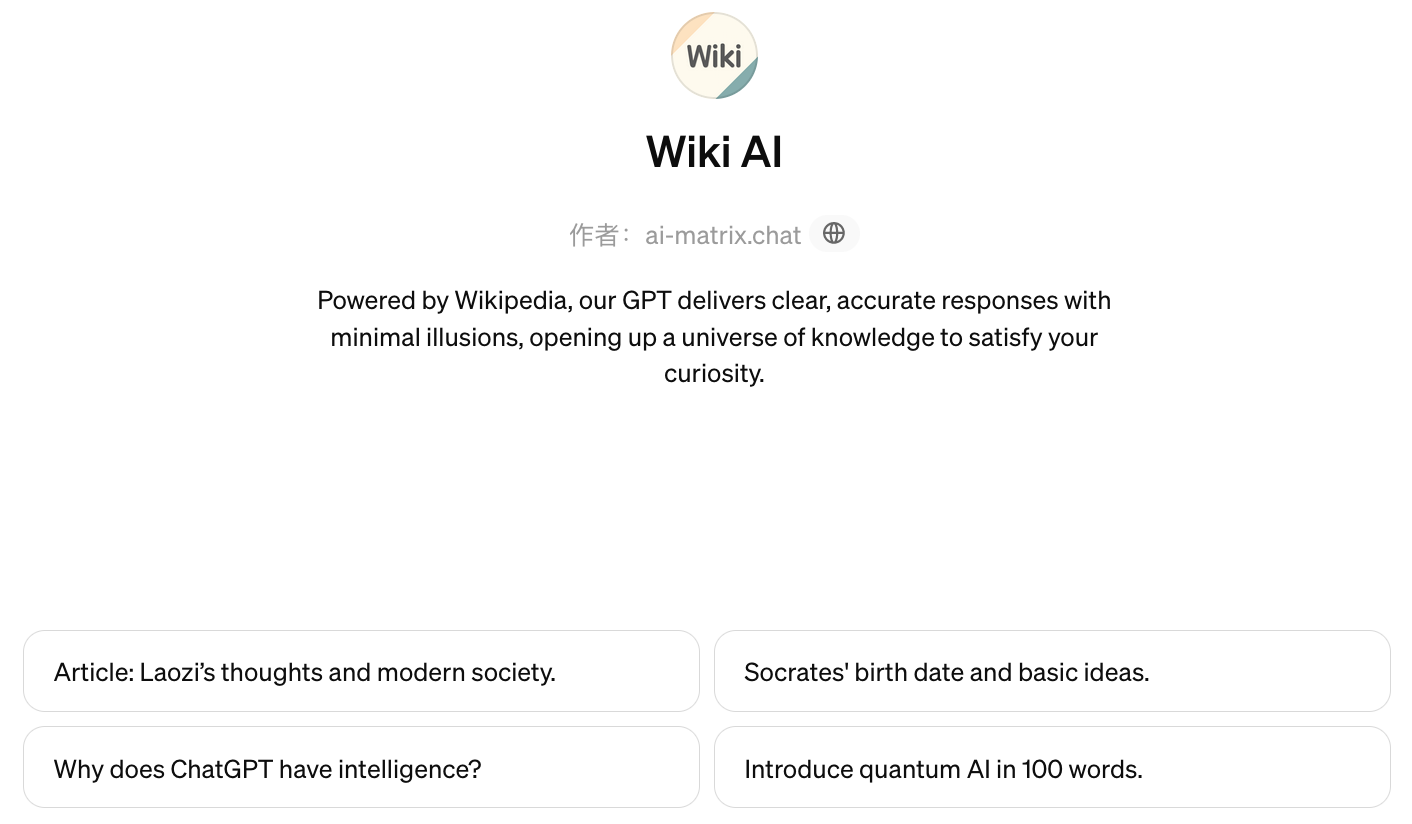 Wiki
Wiki AI
作者：ai-matrix.chat
Powered by Wikipedia, our GPT delivers clear, accurate responses with
minimal illusions, opening up a universe of knowledge to satisfy your
curiosity.
Article: Laozi’s thoughts and modern society.
Socrates' birth date and basic ideas.
Why does ChatGPT have intelligence?
Introduce quantum AI in 100 words.